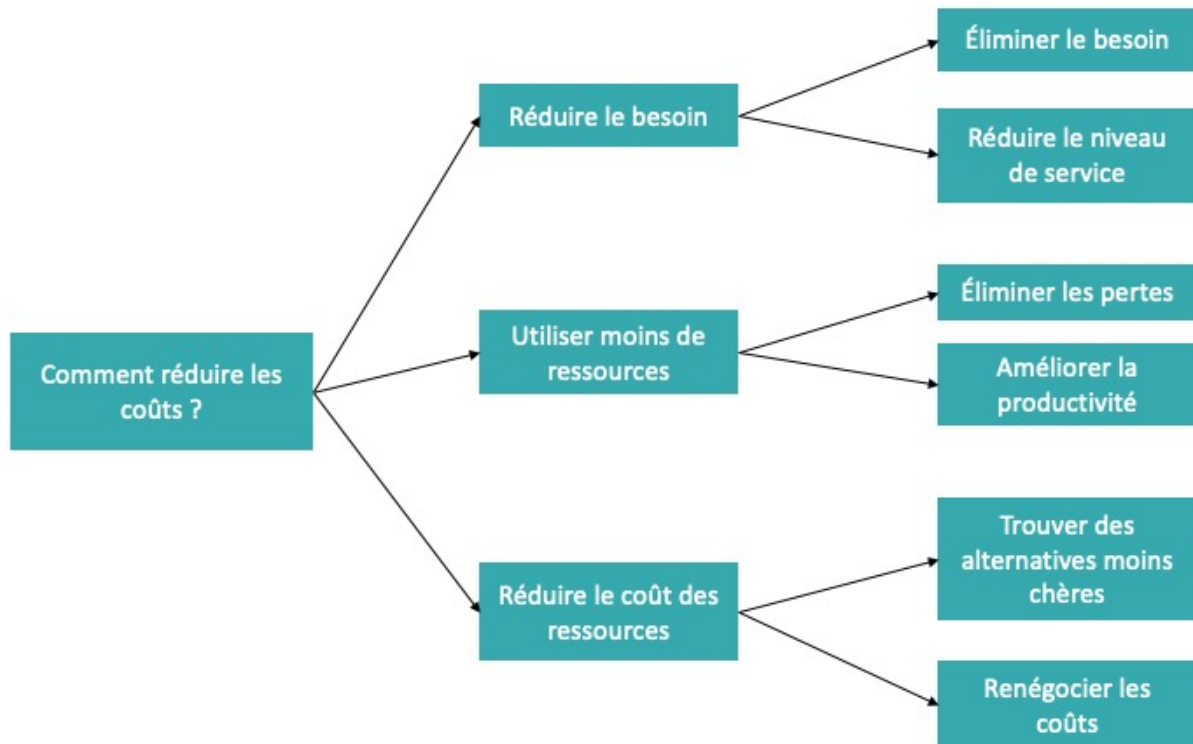 Comment réduire les
coûts ?
Réduire le besoin
Éliminer le besoin
Réduire le niveau
de service
Utiliser moins de
ressources
Éliminer les pertes
Améliorer la
productivité
Réduire le coût des
ressources
Trouver des
alternatives moins
chères
Renégocier les
coûts